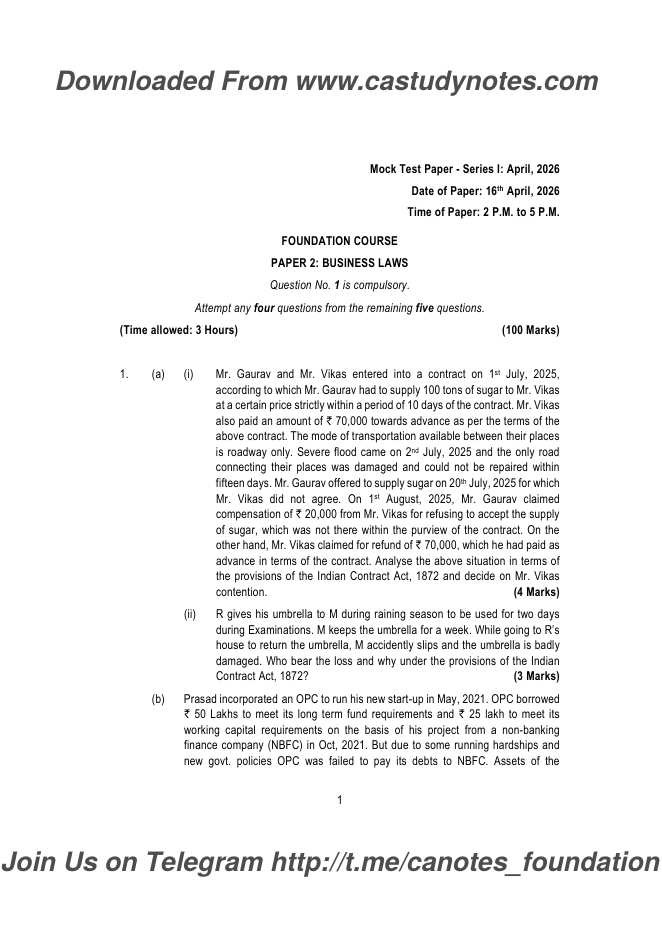 Downloaded From www.castudynotes.com
Mock Test Paper - Series I: April, 2026
Date of Paper: 16th April, 2026
Time of Paper: 2 P.M. to 5 P.M.
FOUNDATION COURSE
PAPER 2: BUSINESS LAWS
Question No. 1 is compulsory.
Attempt any four questions from the remaining five questions.
(Time allowed: 3 Hours) (100 Marks)
1. (a) (i) Mr. Gaurav and Mr. Vikas entered into a contract on 1st July, 2025,
according to which Mr. Gaurav had to supply 100 tons of sugar to Mr. Vikas
at a certain price strictly within a period of 10 days of the contract. Mr. Vikas
also paid an amount of ₹ 70,000 towards advance as per the terms of the
above contract. The mode of transportation available between their places
is roadway only. Severe flood came on 2nd July, 2025 and the only road
connecting their places was damaged and could not be repaired within
fifteen days. Mr. Gaurav offered to supply sugar on 20th July, 2025 for which
Mr. Vikas did not agree. On 1st August, 2025, Mr. Gaurav claimed
compensation of ₹ 20,000 from Mr. Vikas for refusing to accept the supply
of sugar, which was not there within the purview of the contract. On the
other hand, Mr. Vikas claimed for refund of ₹ 70,000, which he had paid as
advance in terms of the contract. Analyse the above situation in terms of
the provisions of the Indian Contract Act, 1872 and decide on Mr. Vikas
contention. (4 Marks)
(ii) R gives his umbrella to M during raining season to be used for two days
during Examinations. M keeps the umbrella for a week. While going to R's
house to return the umbrella, M accidently slips and the umbrella is badly
damaged. Who bear the loss and why under the provisions of the Indian
Contract Act, 1872? (3 Marks)
(b) Prasad incorporated an OPC to run his new start-up in May, 2021. OPC borrowed
₹ 50 Lakhs to meet its long term fund requirements and ₹ 25 lakh to meet its
working capital requirements on the basis of his project from a non-banking
finance company (NBFC) in Oct, 2021. But due to some running hardships and
new govt. policies OPC was failed to pay its debts to NBFC. Assets of the
1
Join Us on Telegram http://t.me/canotes_foundation